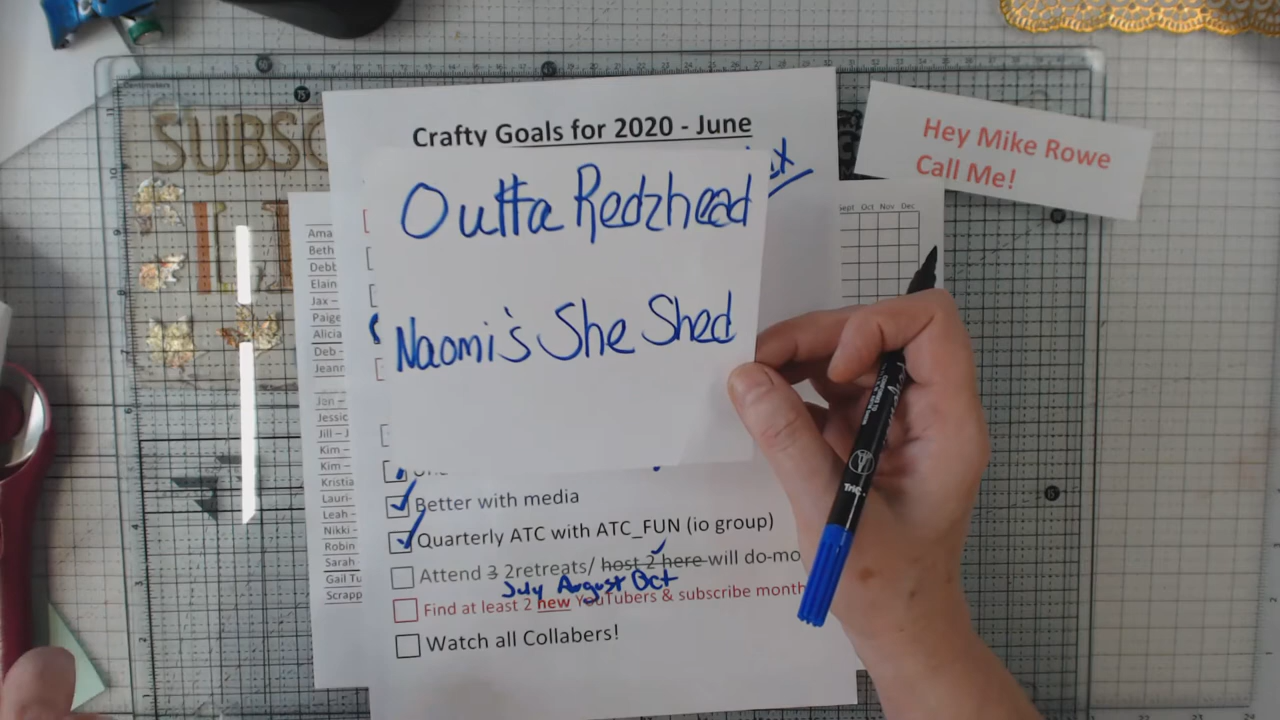 SUBSC
Crafty Goals for 2020 - June
Hey Mike Rowe
Call Me!
Outta Redzhead
Naomi's She Shed
Sept Oct Nov Dec
Ama
Beth
Debb
Elain
Jax –
Paige
Alicia
Deb -
Jeann
Jen –
Jessic
Jill – J
Kim –
Kim –
Kristia
Lauri-
Leah -
Nikki -
Robin
Sarah
Gail Tu
Scrapp
Better with media
Quarterly ATC with ATC_FUN (io group)
Attend 3 2retreats/ host 2 here will do-mo
July August Oct
Find at least 2 new YouTubers & subscribe month
Watch all Collabers!